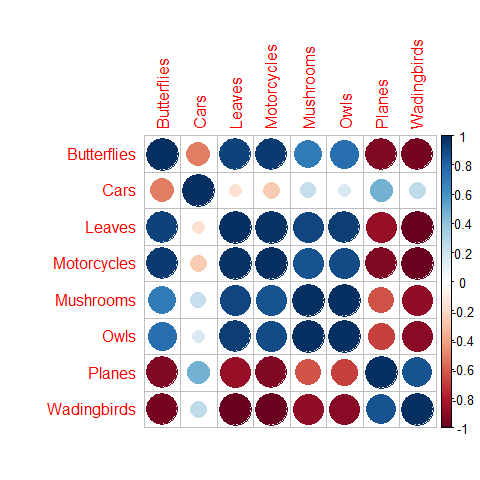 Butterflies
Cars
Leaves
Motorcycles
Mushrooms
Owls
Planes
Wadingbirds
Butterflies
Cars
Leaves
Motorcycles
Mushrooms
Owls
Planes
Wadingbirds
1
0.8
0.6
0.4
0.2
0
-0.2
-0.4
-0.6
-0.8
-1